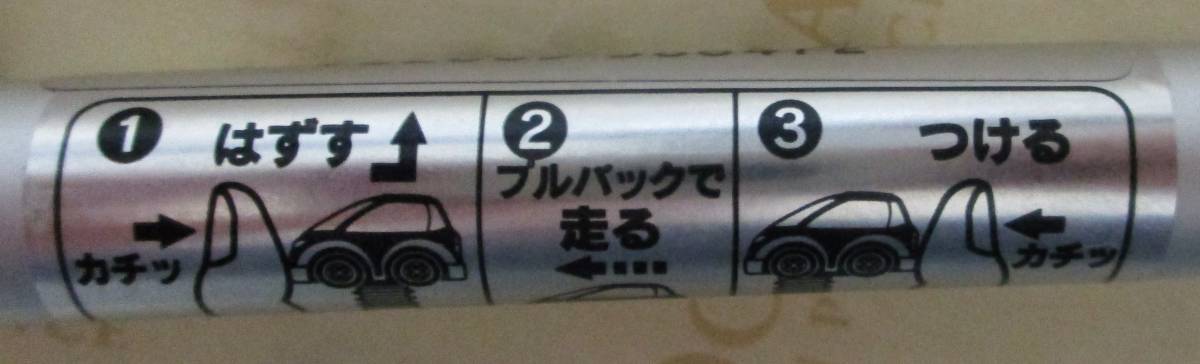 1 はずす
カチッ
2
プルバックで
走る
3 つける
カチッ